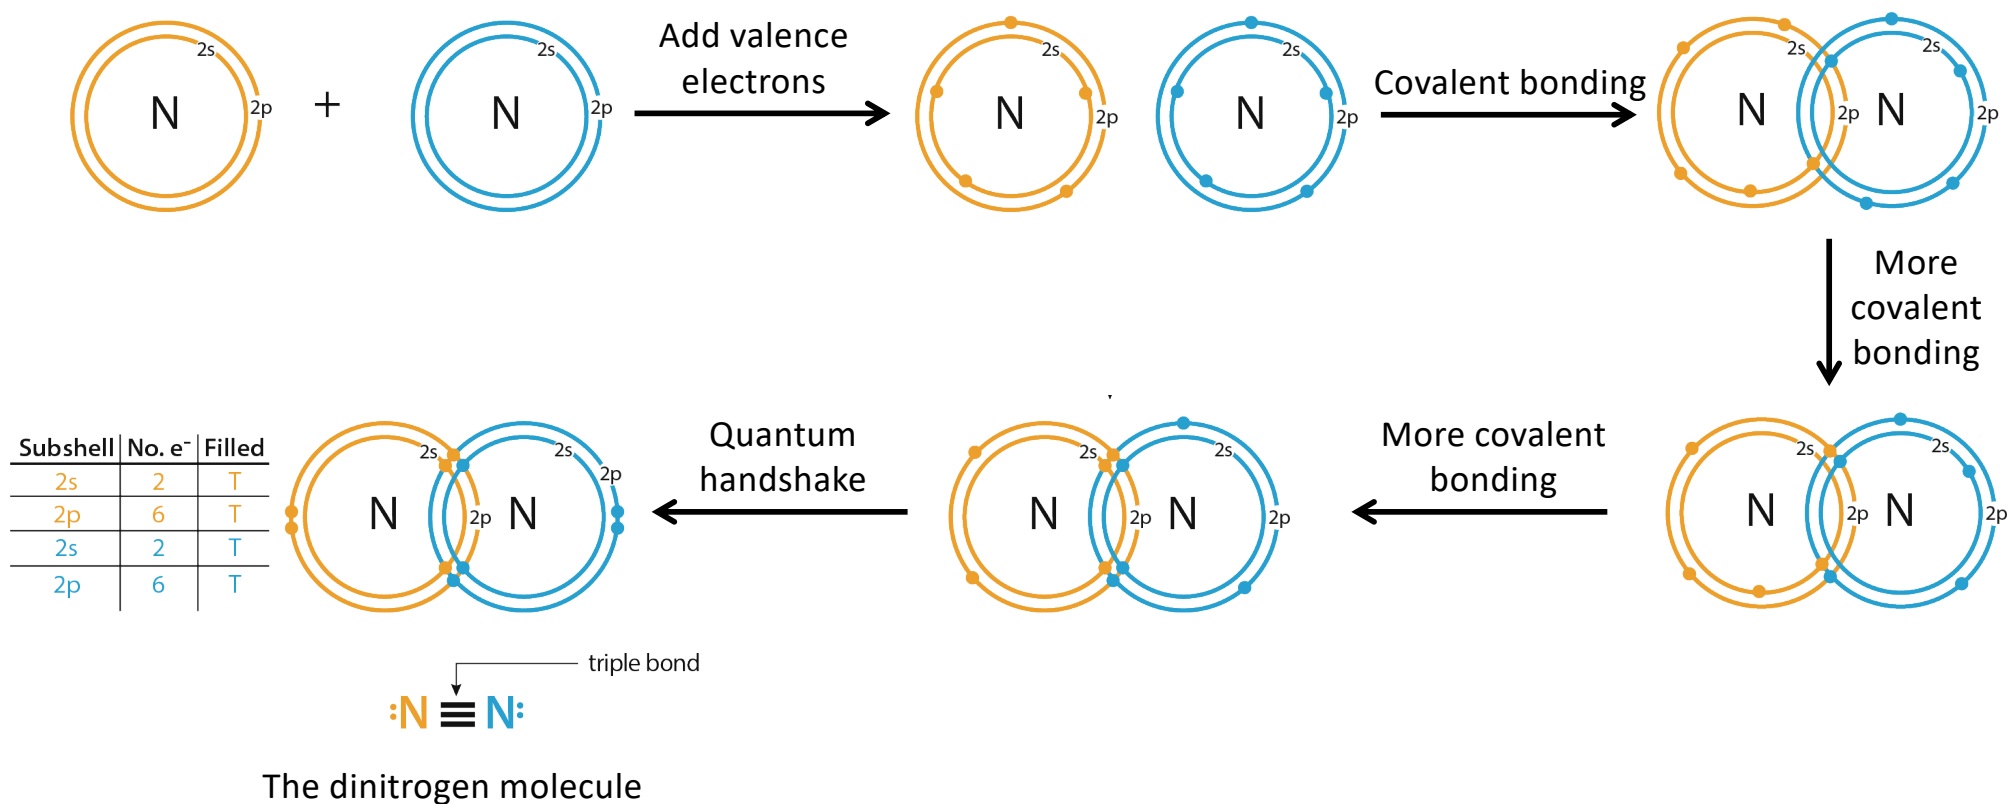 2s
N
2p
+
2s
N
2p
Add valence
electrons
2s
N
2p
2s
N
2p
Covalent bonding
2s
N
2p
2s
N
2p
More
covalent
bonding
2s
N
2p
2s
N
2p
More covalent
bonding
2s
N
2p
2s
N
2p
Quantum
handshake
2s
N
2p
2s
N
2p
Subshell No. e⁻ Filled
2s 2 T
2p 6 T
2s 2 T
2p 6 T
triple bond
:N≡N:
The dinitrogen molecule